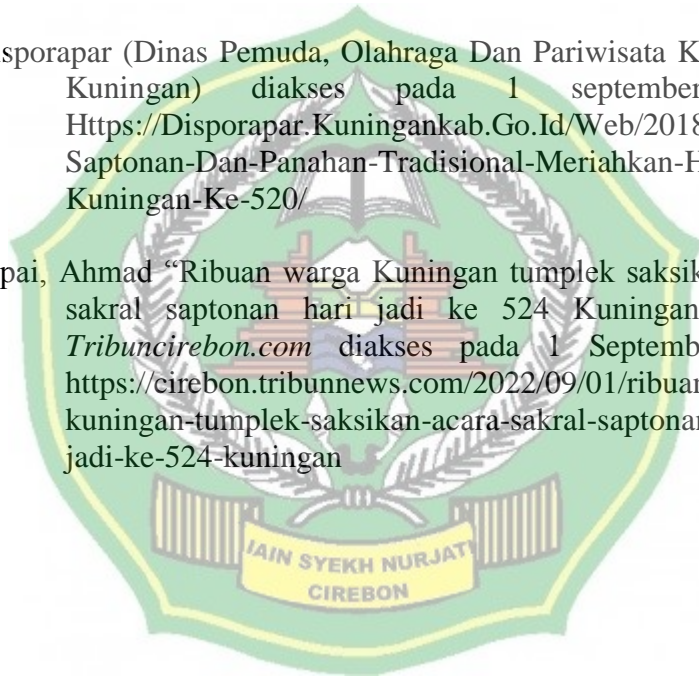 sporapar (Dinas Pemuda, Olahraga Dan Pariwisata K
Kuningan) diakses pada 1 september
Https://Disporapar.Kuningankab.Go.Id/Web/2018
Saptonan-Dan-Panahan-Tradisional-Meriahkan-H
Kuningan-Ke-520/
pai, Ahmad “Ribuan warga Kuningan tumplek saksik
sakral saptonan hari jadi ke 524 Kuningan
Tribuncirebon.com diakses pada 1 Septemb
https://cirebon.tribunnews.com/2022/09/01/ribuan
kuningan-tumplek-saksikan-acara-sakral-saptonan
jadi-ke-524-kuningan
IAIN SYEKH NURJATI
CIREBON